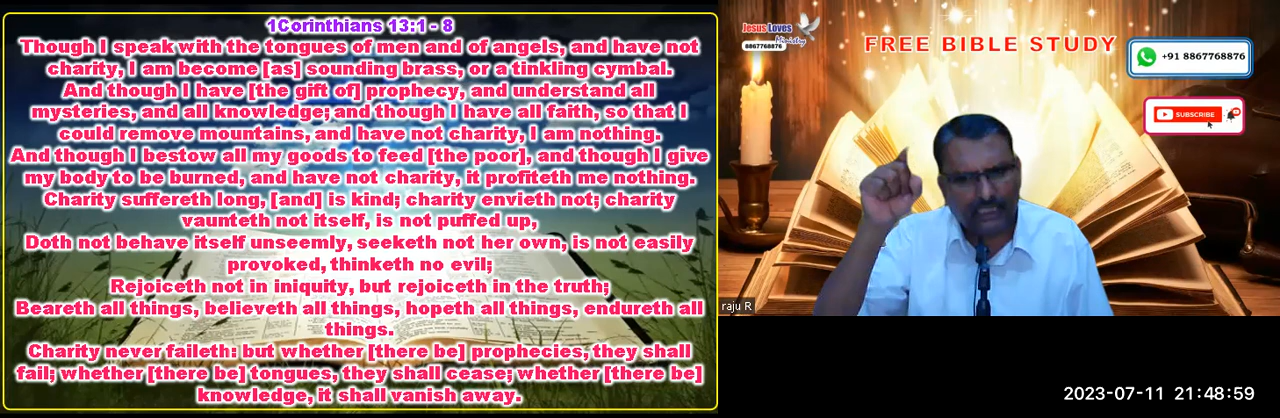 1Corinthians 13:1 - 8
Though I speak with the tongues of men and of angels, and have not
charity, I am become [as] sounding brass, or a tinkling cymbal.
And though I have [the gift of] prophecy, and understand all
mysteries, and all knowledge; and though I have all faith, so that I
could remove mountains, and have not charity, I am nothing.
And though I bestow all my goods to feed [the poor], and though I give
my body to be burned, and have not charity, it profiteth me nothing.
Charity suffereth long, [and] is kind; charity envieth not; charity
vaunteth not itself, is not puffed up,
Doth not behave itself unseemly, seeketh not her own, is not easily
provoked, thinketh no evil;
Rejoiceth not in iniquity, but rejoiceth in the truth;
Beareth all things, believeth all things, hopeth all things, endureth all
things.
Charity never faileth: but whether [there be] prophecies, they shall
fail; whether [there be] tongues, they shall cease; whether [there be]
knowledge, it shall vanish away.
Jesus Loves
Ministry
8867768876
FREE BIBLE STUDY
+91 8867768876
SUBSCRIBE
raju R
2023-07-11 21:48:59